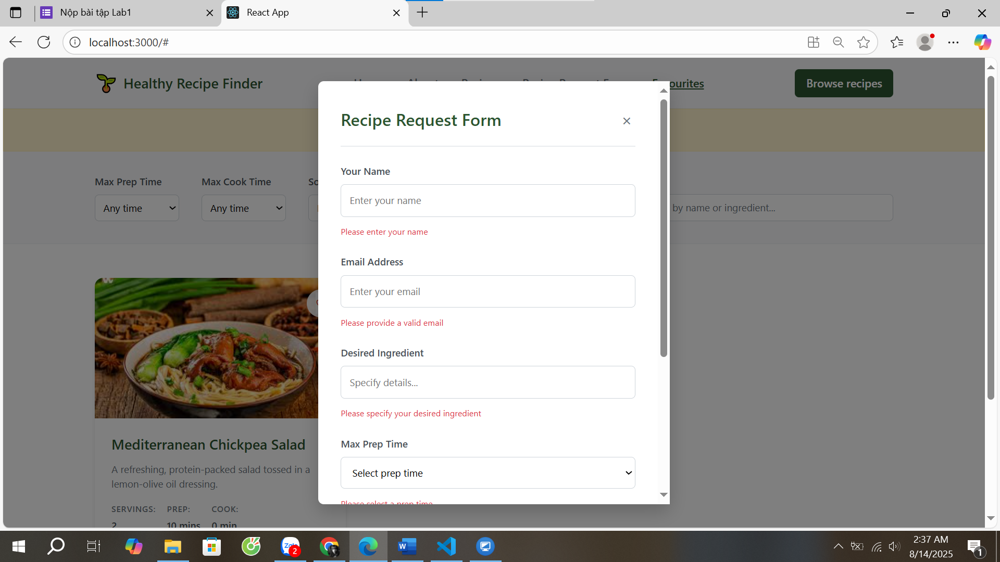 Nộp bài tập Lab1
React App
localhost:3000/#
Healthy Recipe Finder
Favourites
Browse recipes
Recipe Request Form
Max Prep Time
Max Cook Time
Any time
Any time
by name or ingredient...
Your Name
Enter your name
Please enter your name
Email Address
Enter your email
Please provide a valid email
Desired Ingredient
Specify details...
Please specify your desired ingredient
Max Prep Time
Select prep time
Please select a prep time
Mediterranean Chickpea Salad
A refreshing, protein-packed salad tossed in a
lemon-olive oil dressing.
SERVINGS: PREP: COOK:
2 10 mins 0 min
Zalo
2
2:37 AM
8/14/2025
1